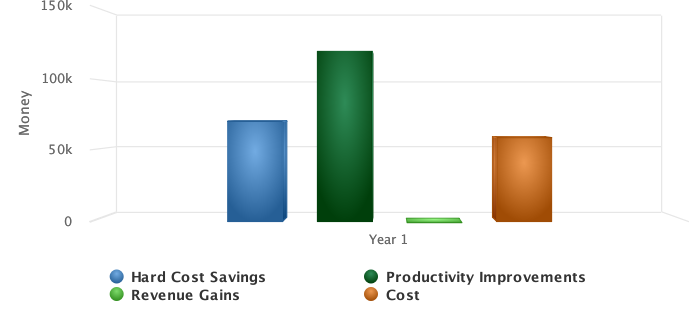 150k
100k
50k
0
Money
Year 1
Hard Cost Savings
Productivity Improvements
Revenue Gains
Cost